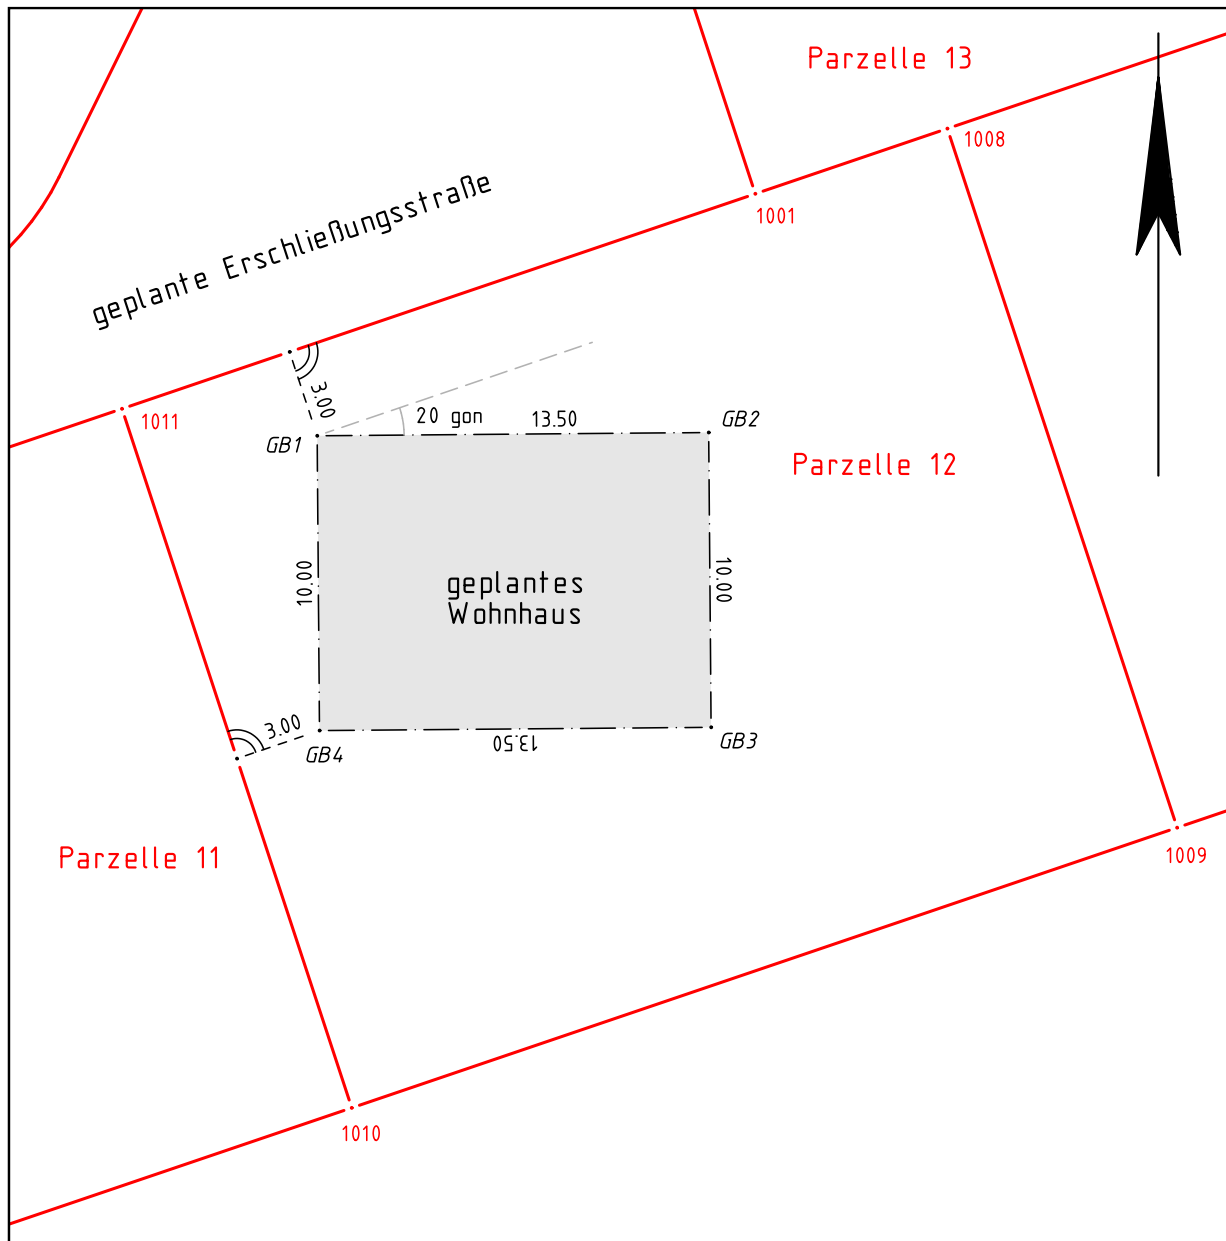 Parzelle 13
1008
1001
geplante Erschließungsstraße
3.00
1011
20 gon
13.50
GB1
GB2
Parzelle 12
10.00
10.00
geplantes
Wohnhaus
3.00
GB4
13.50
GB3
Parzelle 11
1009
1010